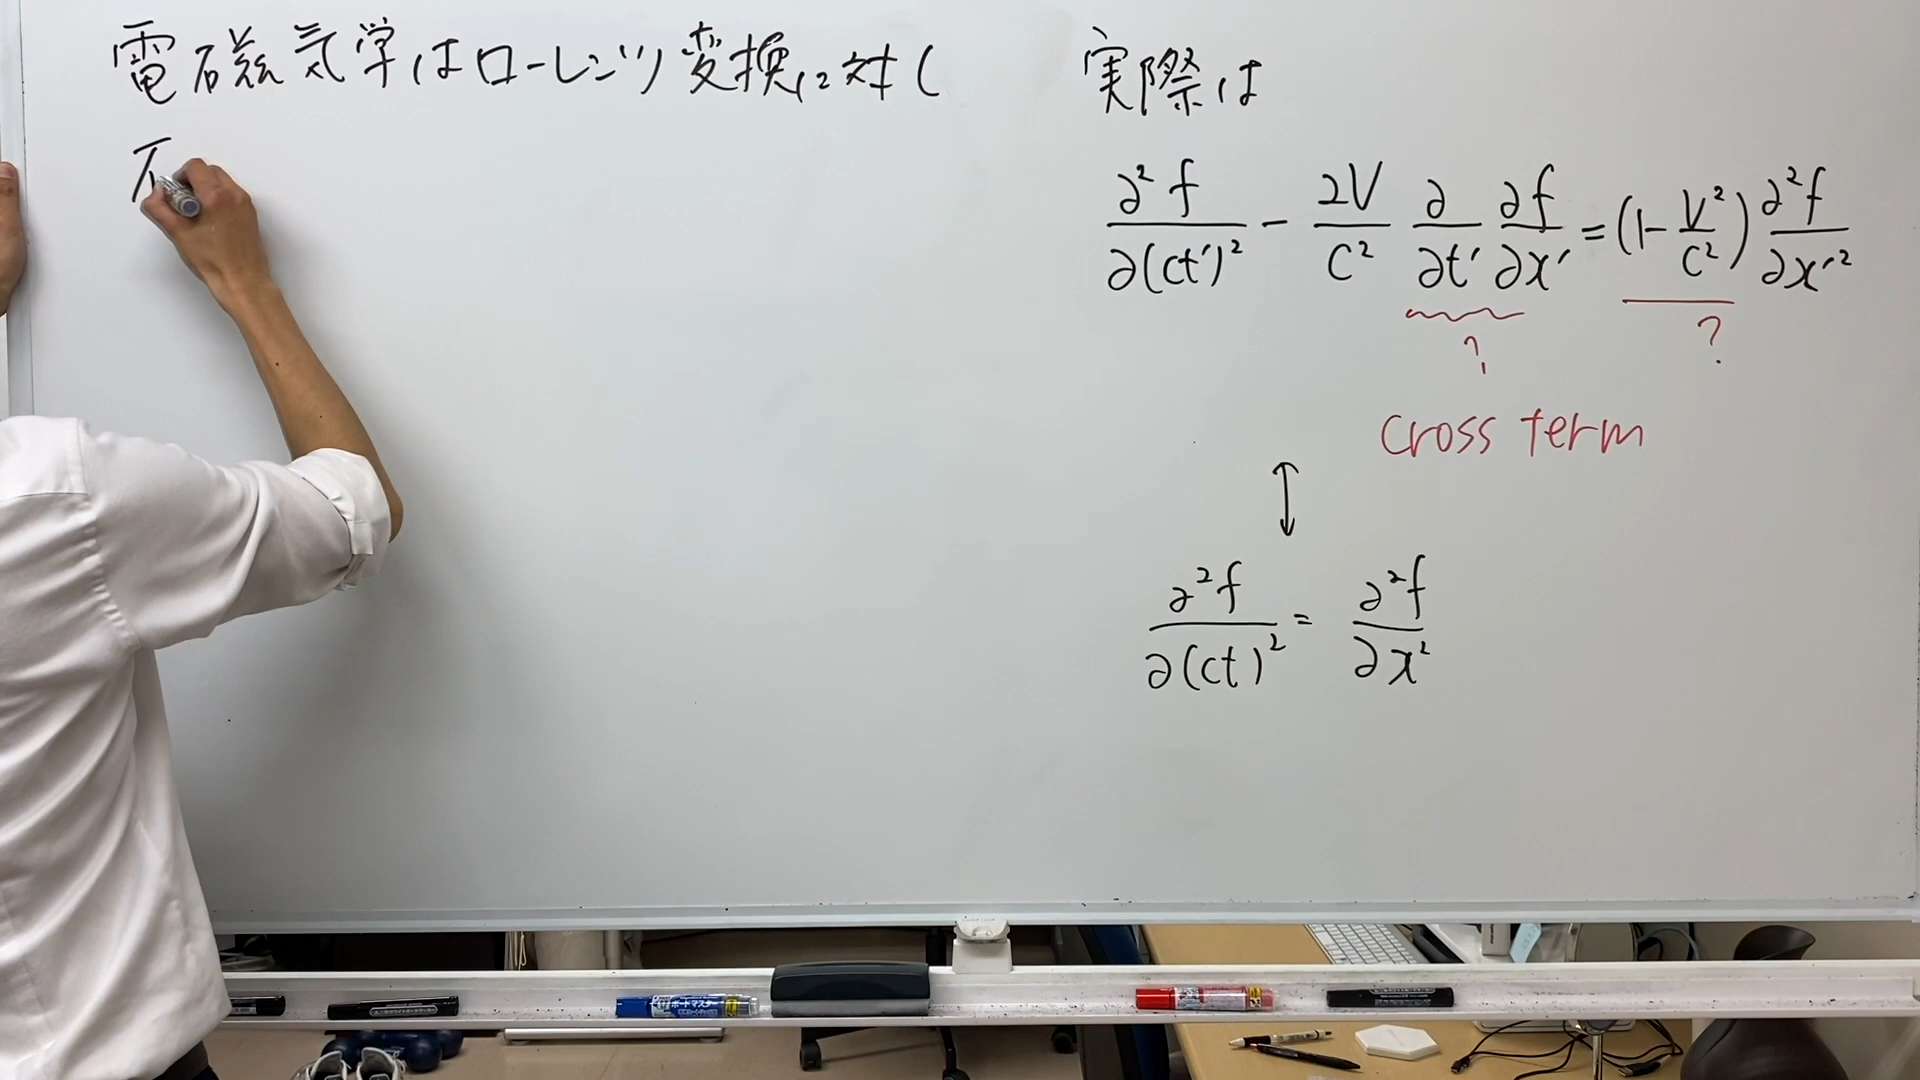 電磁気学はローレンツ変換に対し
不
実際は
∂²f/∂(ct')² - 2V/C² ∂/∂t' ∂f/∂x' = (1 - V²/C²) ∂²f/∂x'²
? ?
cross term
↕
∂²f/∂(ct)² = ∂²f/∂x²